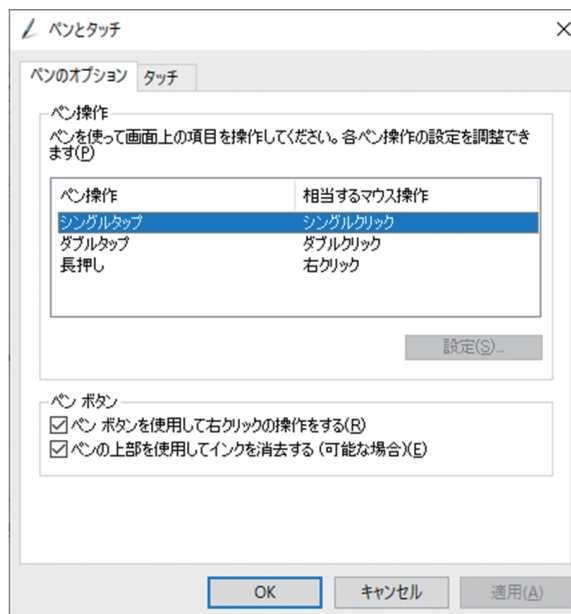 ペンとタッチ
ペンのオプション タッチ
ペン操作
ペンを使って画面上の項目を操作してください。各ペン操作の設定を調整でき
ます(P)
ペン操作 相当するマウス操作
シングルタップ シングルクリック
ダブルタップ ダブルクリック
長押し 右クリック
設定(S)...
ペン ボタン
ペン ボタンを使用して右クリックの操作をする(R)
ペンの上部を使用してインクを消去する (可能な場合)(E)
OK キャンセル 適用(A)